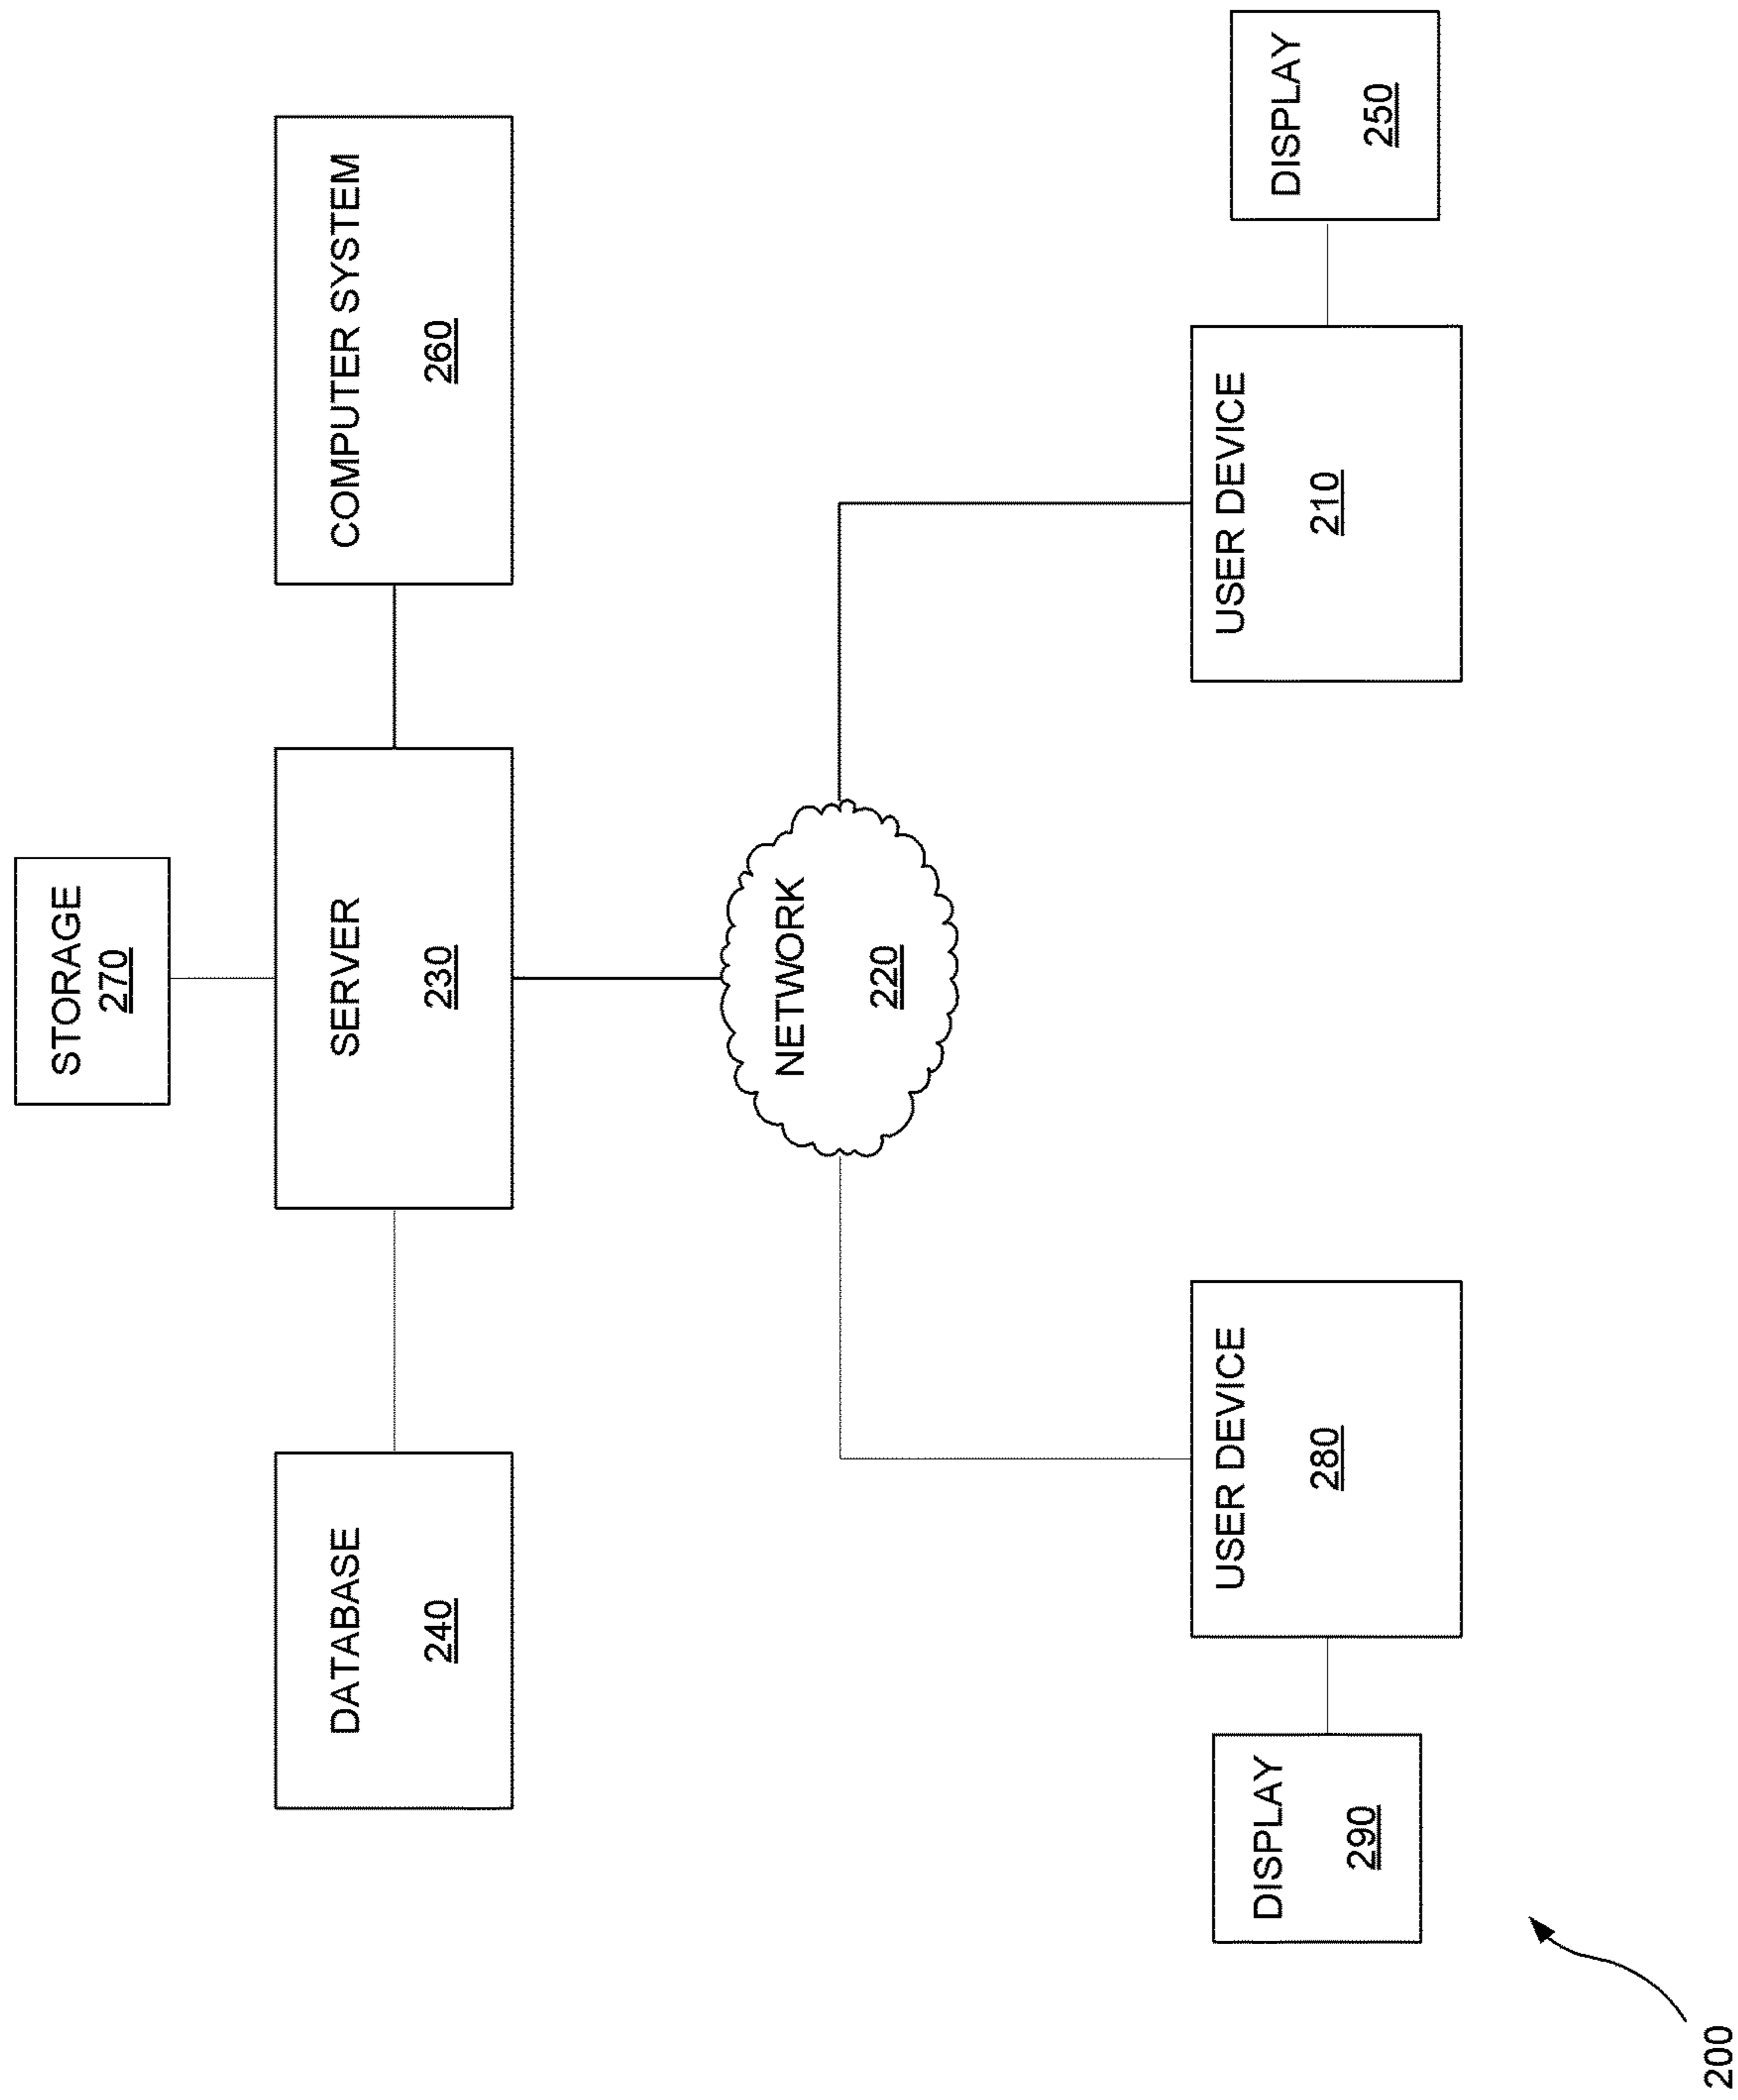 STORAGE
270
DATABASE
240
SERVER
230
COMPUTER SYSTEM
260
NETWORK
220
DISPLAY
290
USER DEVICE
280
USER DEVICE
210
DISPLAY
250
200